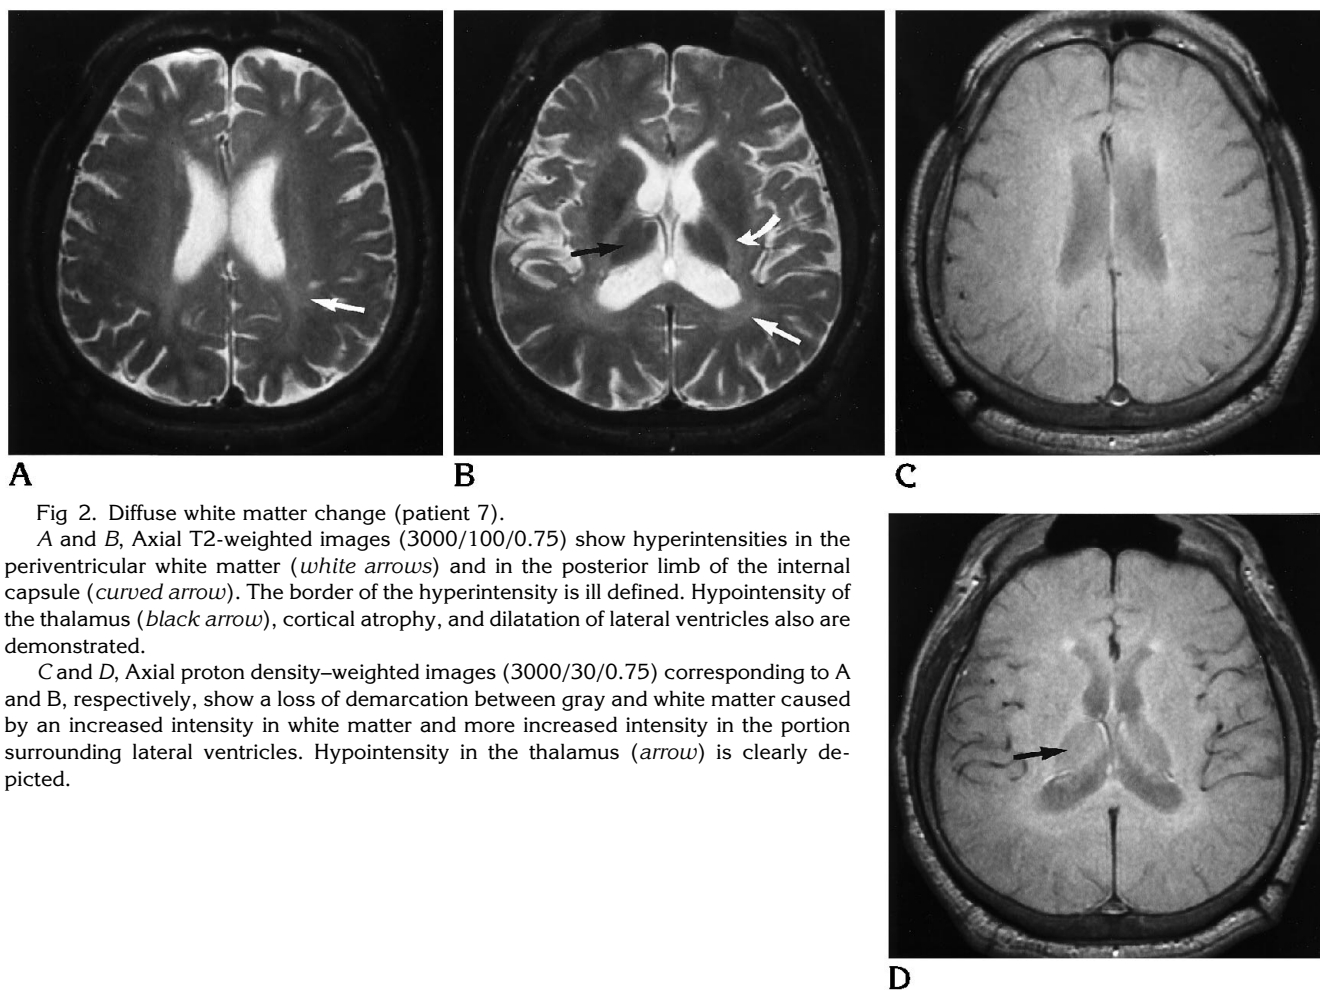 A
B
C
Fig 2. Diffuse white matter change (patient 7).
A and B, Axial T2-weighted images (3000/100/0.75) show hyperintensities in the
periventricular white matter (white arrows) and in the posterior limb of the internal
capsule (curved arrow). The border of the hyperintensity is ill defined. Hypointensity of
the thalamus (black arrow), cortical atrophy, and dilatation of lateral ventricles also are
demonstrated.
C and D, Axial proton density–weighted images (3000/30/0.75) corresponding to A
and B, respectively, show a loss of demarcation between gray and white matter caused
by an increased intensity in white matter and more increased intensity in the portion
surrounding lateral ventricles. Hypointensity in the thalamus (arrow) is clearly de-
picted.
D